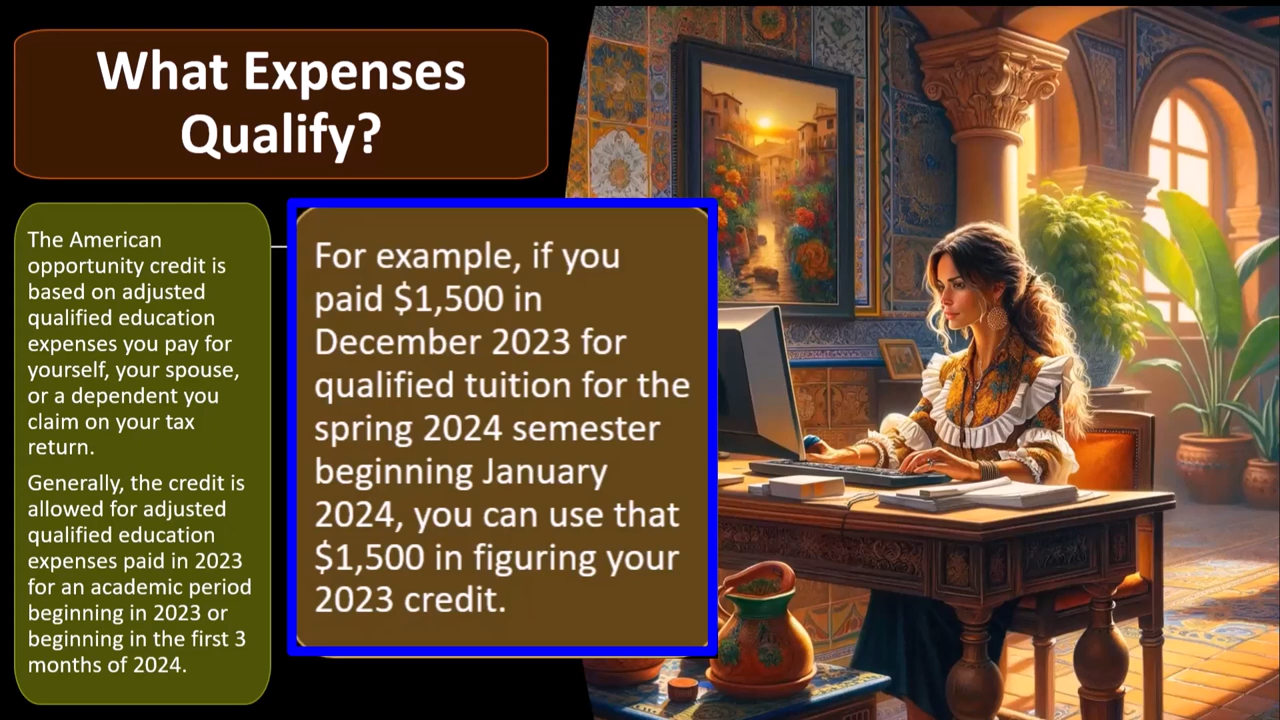 What Expenses
Qualify?
The American
opportunity credit is
based on adjusted
qualified education
expenses you pay for
yourself, your spouse,
or a dependent you
claim on your tax
return.
Generally, the credit is
allowed for adjusted
qualified education
expenses paid in 2023
for an academic period
beginning in 2023 or
beginning in the first 3
months of 2024.
For example, if you
paid $1,500 in
December 2023 for
qualified tuition for the
spring 2024 semester
beginning January
2024, you can use that
$1,500 in figuring your
2023 credit.